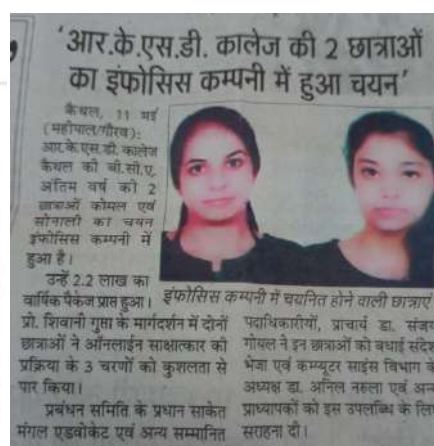 'आर.के.एस.डी. कालेज की 2 छात्राओं
का इंफोसिस कम्पनी में हुआ चयन'
कैथल, 11 मई
(महीपाल/गौरव):
आर.के.एस.डी. कालेज
कैथल की बी.सी.ए.
अंतिम वर्ष की 2
छात्राओं कोमल एवं
सोनाली का चयन
इंफोसिस कम्पनी में
हुआ है।
उन्हें 2.2 लाख का
वार्षिक पैकेज प्राप्त हुआ।
प्रो. शिवानी गुप्ता के मार्गदर्शन में दोनों
छात्राओं ने ऑनलाईन साक्षात्कार की
प्रक्रिया के 3 चरणों को कुशलता से
पार किया।
प्रबंधन समिति के प्रधान साकेत
मंगल एडवोकेट एवं अन्य सम्मानित
इंफोसिस कम्पनी में चयनित होने वाली छात्राएं
पदाधिकारीयों, प्राचार्य डा. संजय
गोयल ने इन छात्राओं को बधाई संदेश
भेजा एवं कम्प्यूटर साइंस विभाग के
अध्यक्ष डा. अनिल नरूला एवं अन्य
प्राध्यापकों को इस उपलब्धि के लिए
सराहना दी।